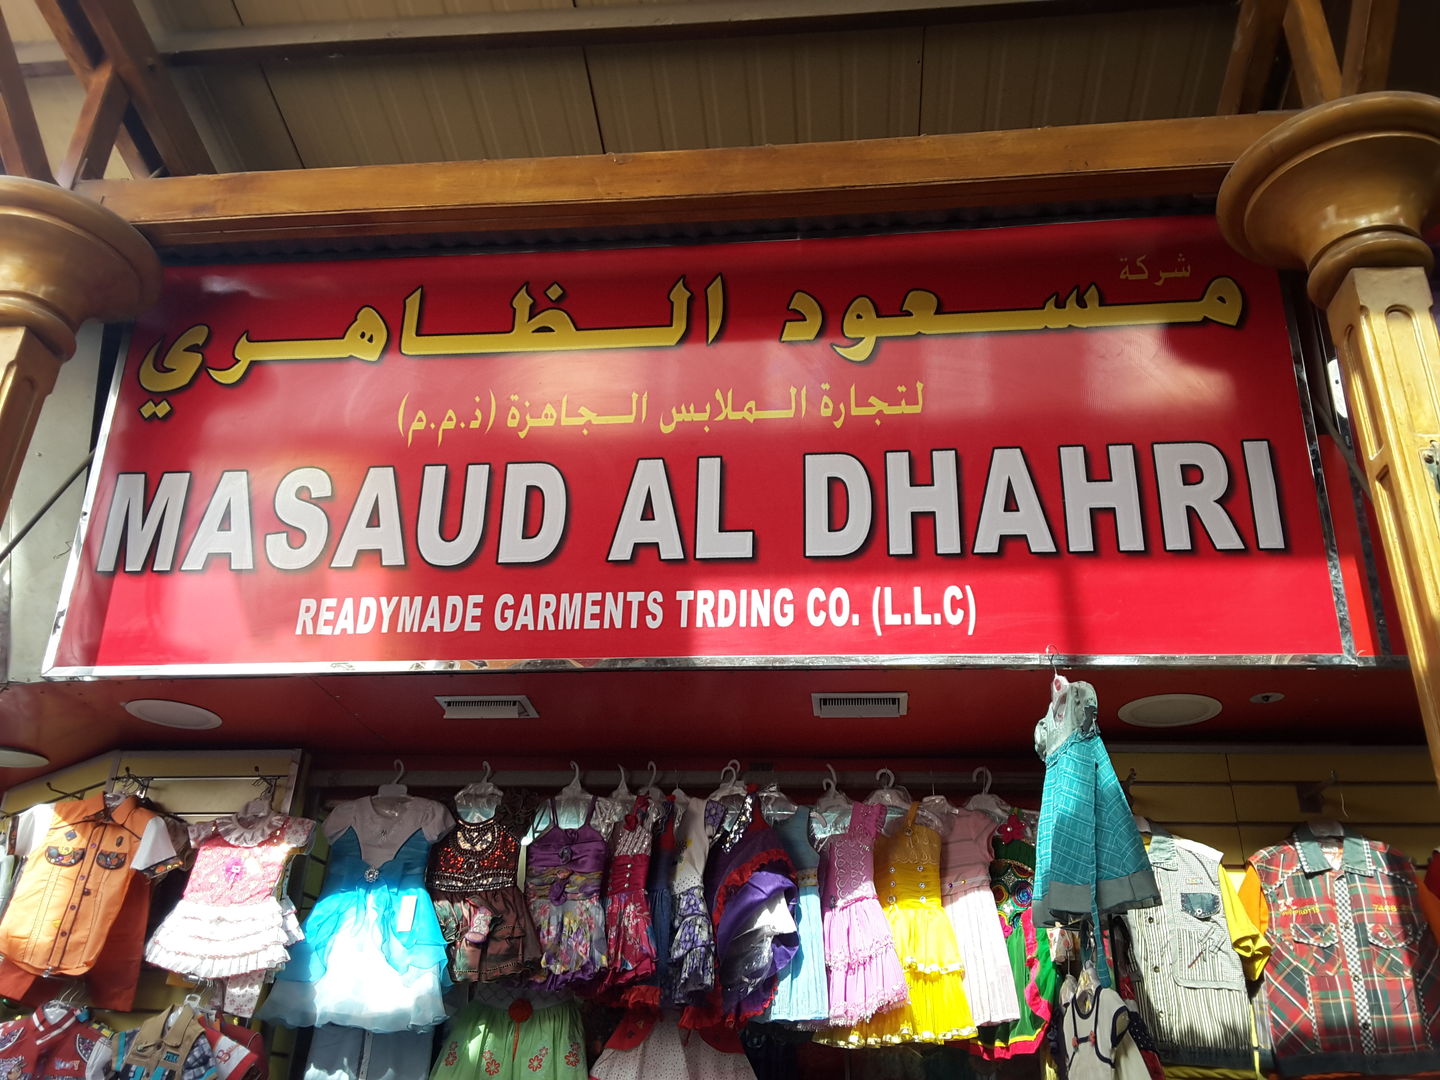 شركة
مسعود الظاهري
لتجارة الملابس الجاهزة (ذ.م.م)
MASAUD AL DHAHRI
READYMADE GARMENTS TRDING CO. (L.L.C)